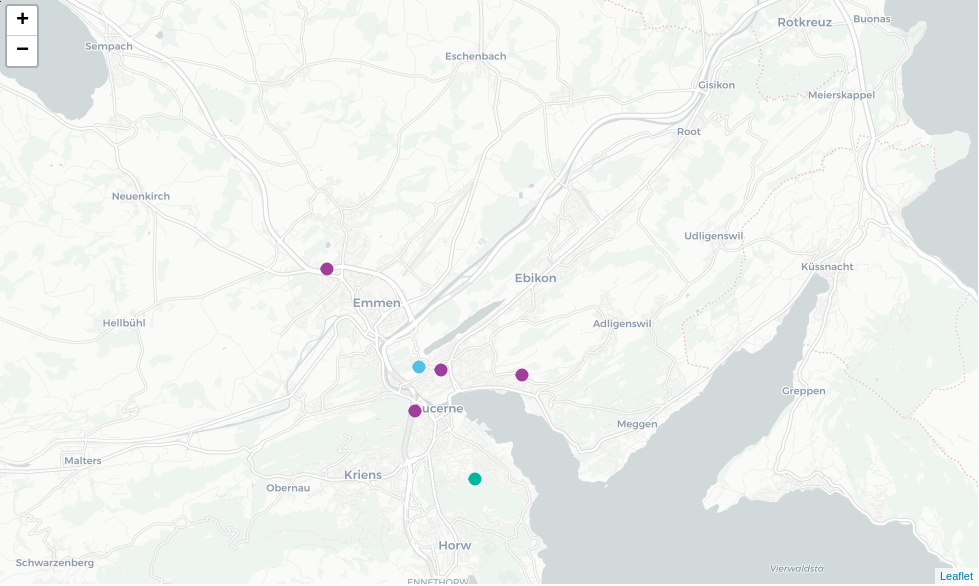 +
−
Rotkreuz
Buonas
Sempach
Eschenbach
Gisikon
Meierskappel
Root
Neuenkirch
Udligenswil
Küssnacht
Ebikon
Emmen
Hellbühl
Adligenswil
Greppen
ucerne
Meggen
Malters
Kriens
Obernau
Horw
Schwarzenberg
Vierwaldstä
ENNETHORW
Leaflet